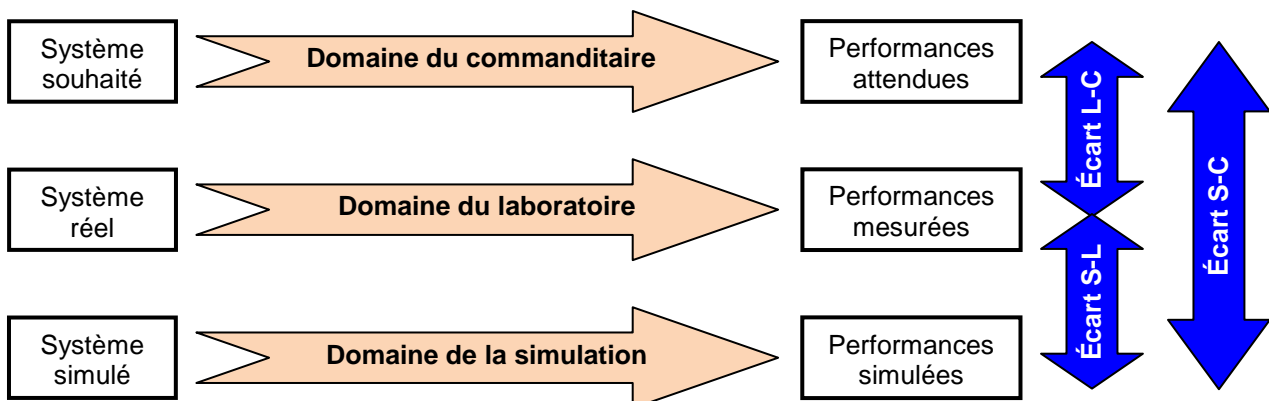 Système
souhaité
Domaine du commanditaire
Performances
attendues
Écart L-C
Écart S-C
Système
réel
Domaine du laboratoire
Performances
mesurées
Écart S-L
Système
simulé
Domaine de la simulation
Performances
simulées